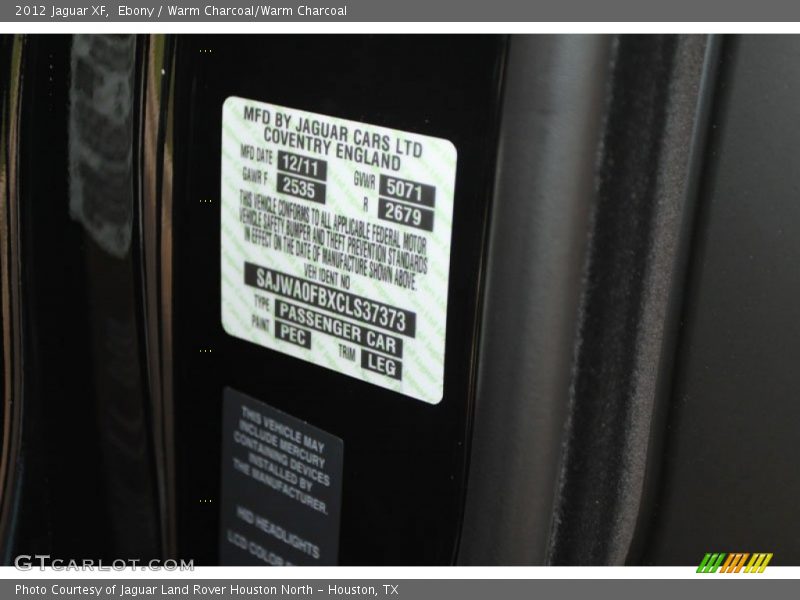 2012 Jaguar XF, Ebony / Warm Charcoal/Warm Charcoal
MFD BY JAGUAR CARS LTD
COVENTRY ENGLAND
MFD DATE 12/11 GVWR 5071
GAWR F 2535 R 2679
THIS VEHICLE CONFORMS TO ALL APPLICABLE FEDERAL MOTOR
VEHICLE SAFETY BUMPER AND THEFT PREVENTION STANDARDS
IN EFFECT ON THE DATE OF MANUFACTURE SHOWN ABOVE.
VEH IDENT NO
SAJWA0FBXCLS37373
TYPE PASSENGER CAR
PAINT PEC TRIM LEG
THIS VEHICLE MAY
INCLUDE MERCURY
CONTAINING DEVICES
INSTALLED BY
THE MANUFACTURER.
HID HEADLIGHTS
LCD COLOR
GTCARLOT.COM
Photo Courtesy of Jaguar Land Rover Houston North - Houston, TX